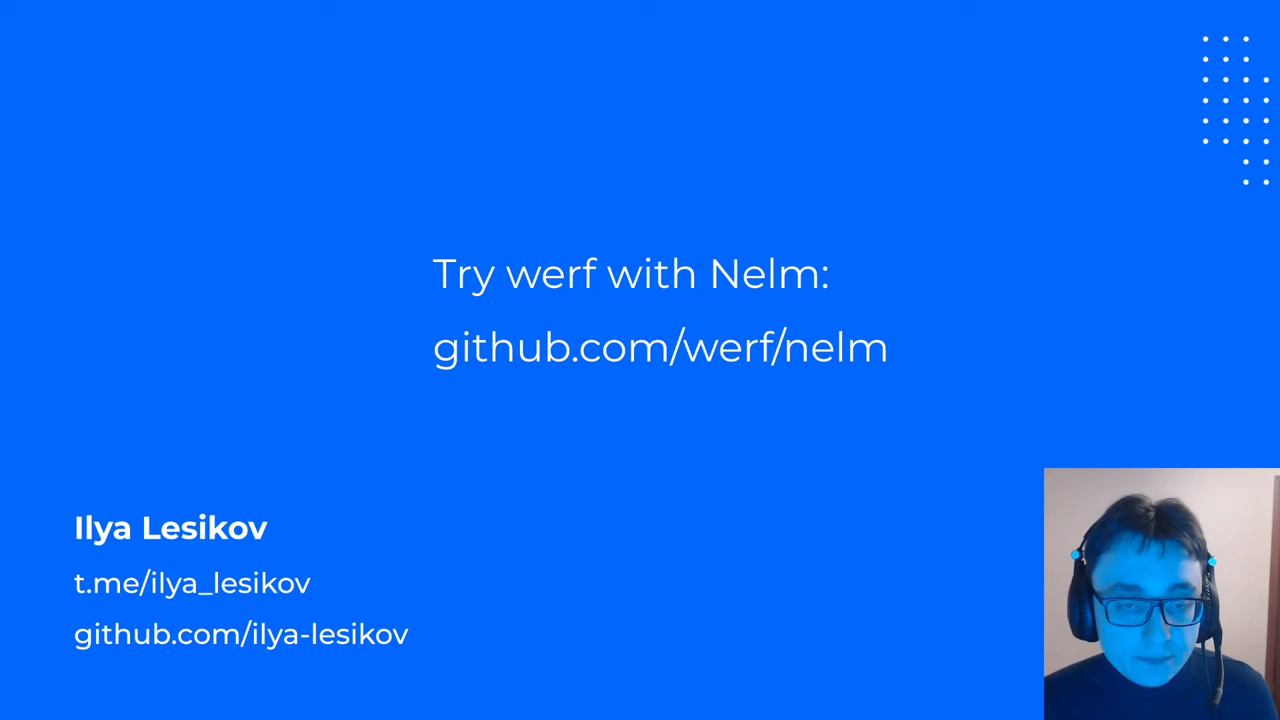 Try werf with Nelm:
github.com/werf/nelm
Ilya Lesikov
t.me/ilya_lesikov
github.com/ilya-lesikov